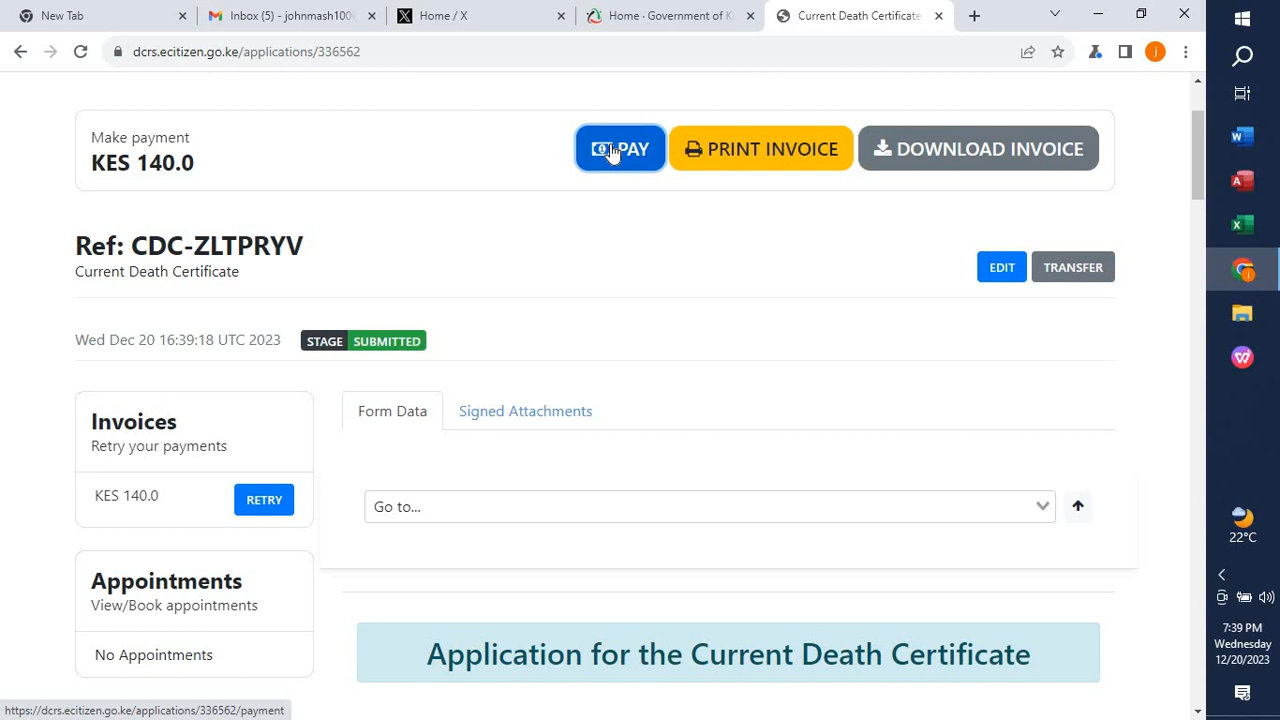 New Tab
Inbox (5) - johnmash100
Home / X
Home · Government of K
Current Death Certificate
dcrs.ecitizen.go.ke/applications/336562
j
Make payment
KES 140.0
PAY
PRINT INVOICE
DOWNLOAD INVOICE
Ref: CDC-ZLTPRYV
Current Death Certificate
EDIT
TRANSFER
Wed Dec 20 16:39:18 UTC 2023
STAGE SUBMITTED
Invoices
Retry your payments
KES 140.0
RETRY
Form Data
Signed Attachments
Go to...
Appointments
View/Book appointments
No Appointments
Application for the Current Death Certificate
https://dcrs.ecitizen.go.ke/applications/336562/payment
22°C
7:39 PM
Wednesday
12/20/2023